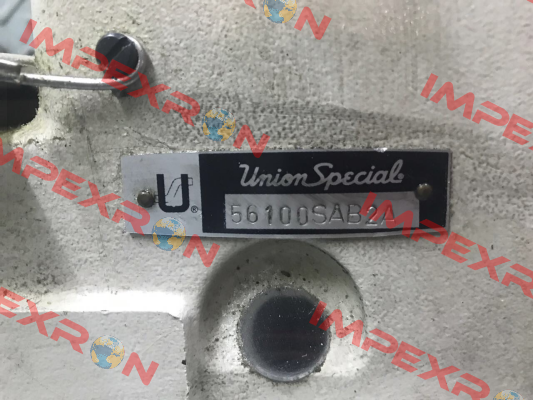 Union Special
U
S
®
56100SAB2A
IMPEXRON
IMPEXRON
IMPEXRON
IMPEXRON
IMPEXRON
IMPEXRON